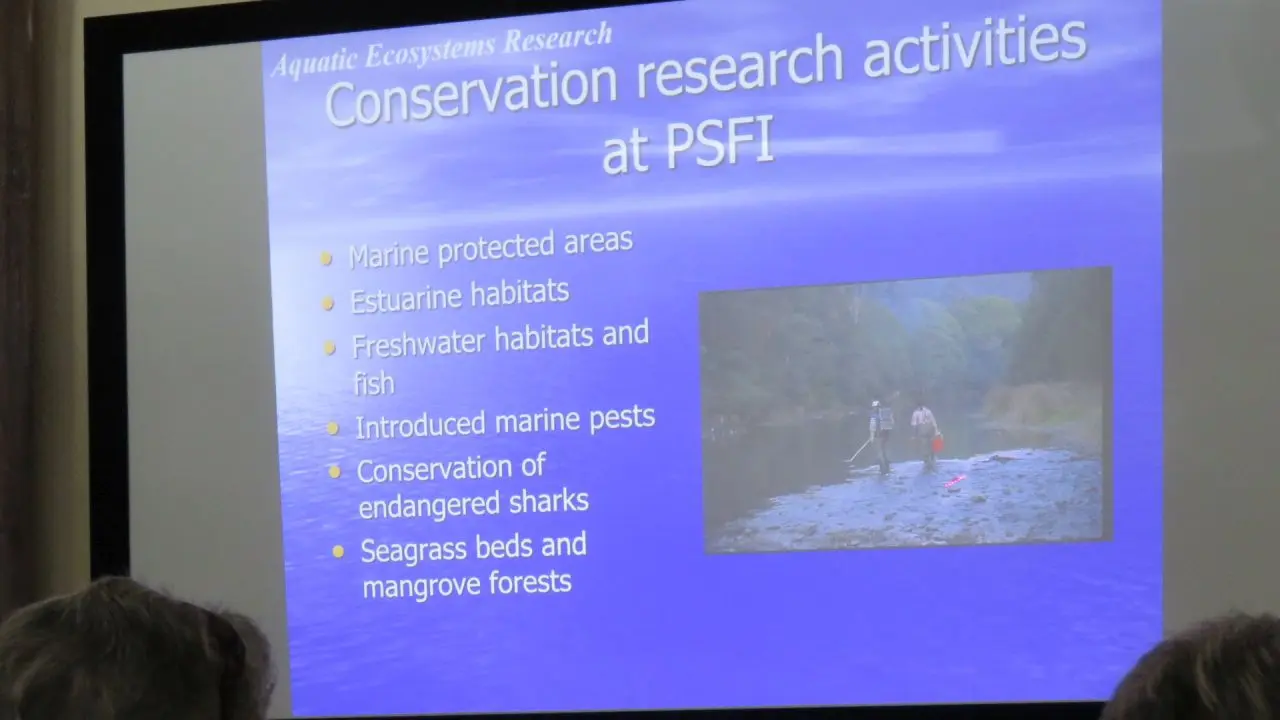 Aquatic Ecosystems Research
Conservation research activities
at PSFI
• Marine protected areas
• Estuarine habitats
• Freshwater habitats and
fish
• Introduced marine pests
• Conservation of
endangered sharks
• Seagrass beds and
mangrove forests